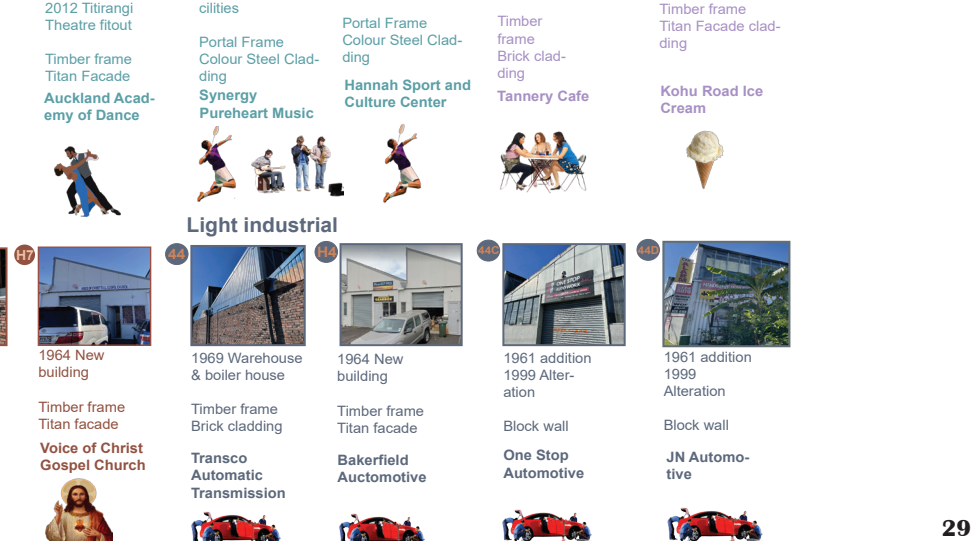 2012 Titirangi
Theatre fitout
Timber frame
Titan Facade
Auckland Acad-
emy of Dance
cilities
Portal Frame
Colour Steel Clad-
ding
Synergy
Pureheart Music
Portal Frame
Colour Steel Clad-
ding
Hannah Sport and
Culture Center
Timber
frame
Brick clad-
ding
Tannery Cafe
Timber frame
Titan Facade clad-
ding
Kohu Road Ice
Cream
Light industrial
H7
1964 New
building
Timber frame
Titan facade
Voice of Christ
Gospel Church
44
1969 Warehouse
& boiler house
Timber frame
Brick cladding
Transco
Automatic
Transmission
H4
1964 New
building
Timber frame
Titan facade
Bakerfield
Auctomotive
44C
ONE STOP
AUTOWORK
1961 addition
1999 Alter-
ation
Block wall
One Stop
Automotive
44D
1961 addition
1999
Alteration
Block wall
JN Automo-
tive
29